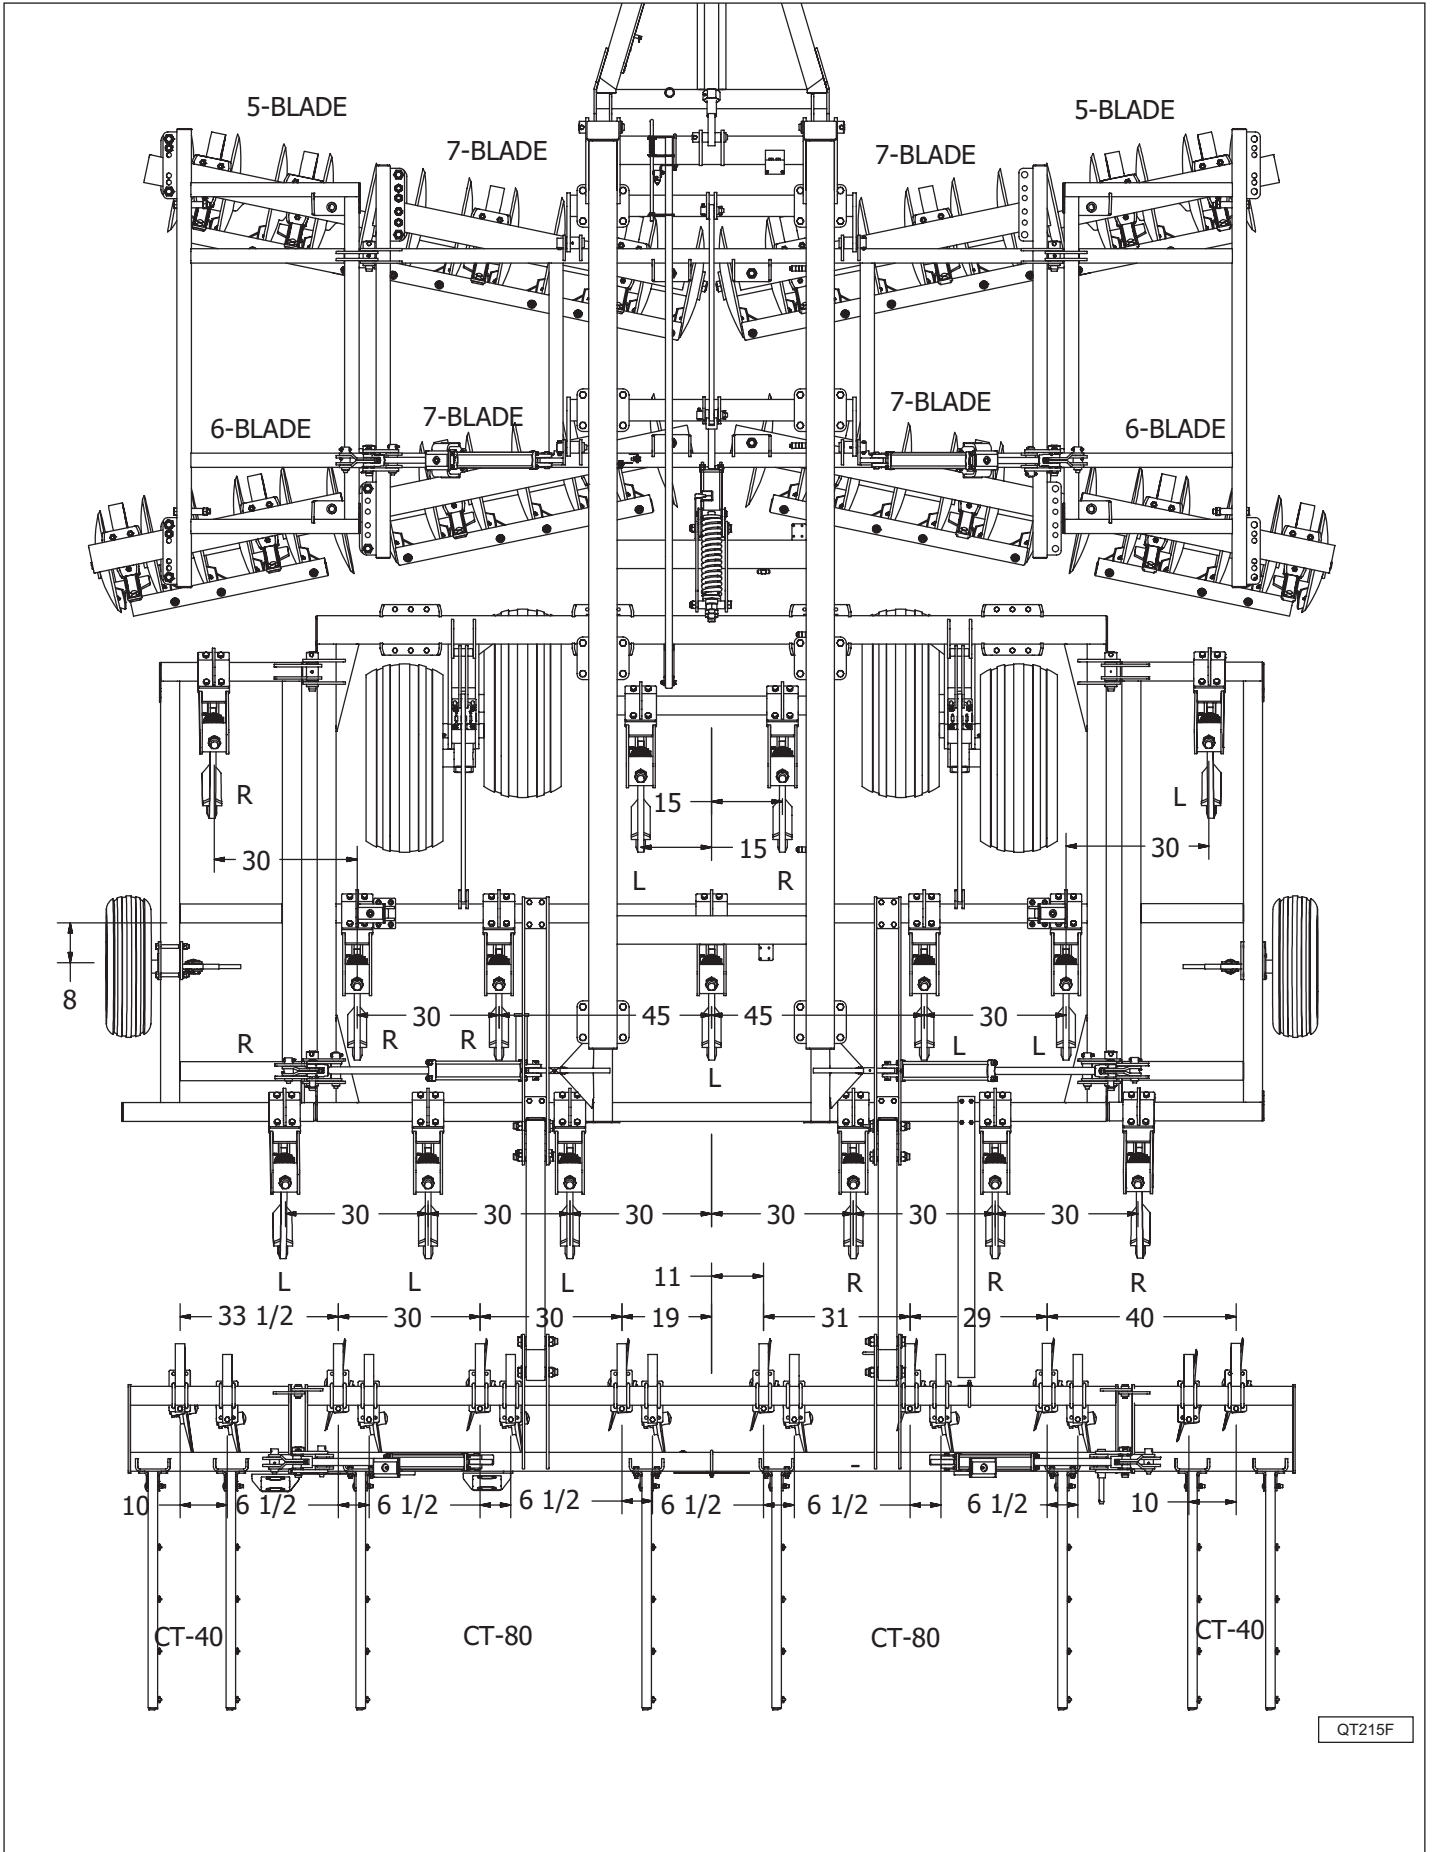 5-BLADE
5-BLADE
7-BLADE
7-BLADE
7-BLADE
7-BLADE
6-BLADE
6-BLADE
R
L
15
15
30
30
L
R
8
30
45
45
30
R
R
R
L
L
L
30
30
30
30
30
30
L
L
L
R
R
R
11
33 1/2
30
30
19
31
29
40
10
6 1/2
6 1/2
6 1/2
6 1/2
6 1/2
6 1/2
10
CT-40
CT-80
CT-80
CT-40
QT215F